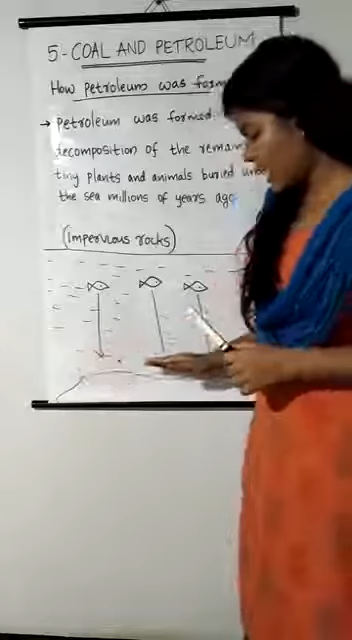 5-COAL AND PETROLEUM
How petroleum was
→ Petroleum was formed
decomposition of the
tiny plants and animals buried
the sea millions of years ago
(Impervious rocks)